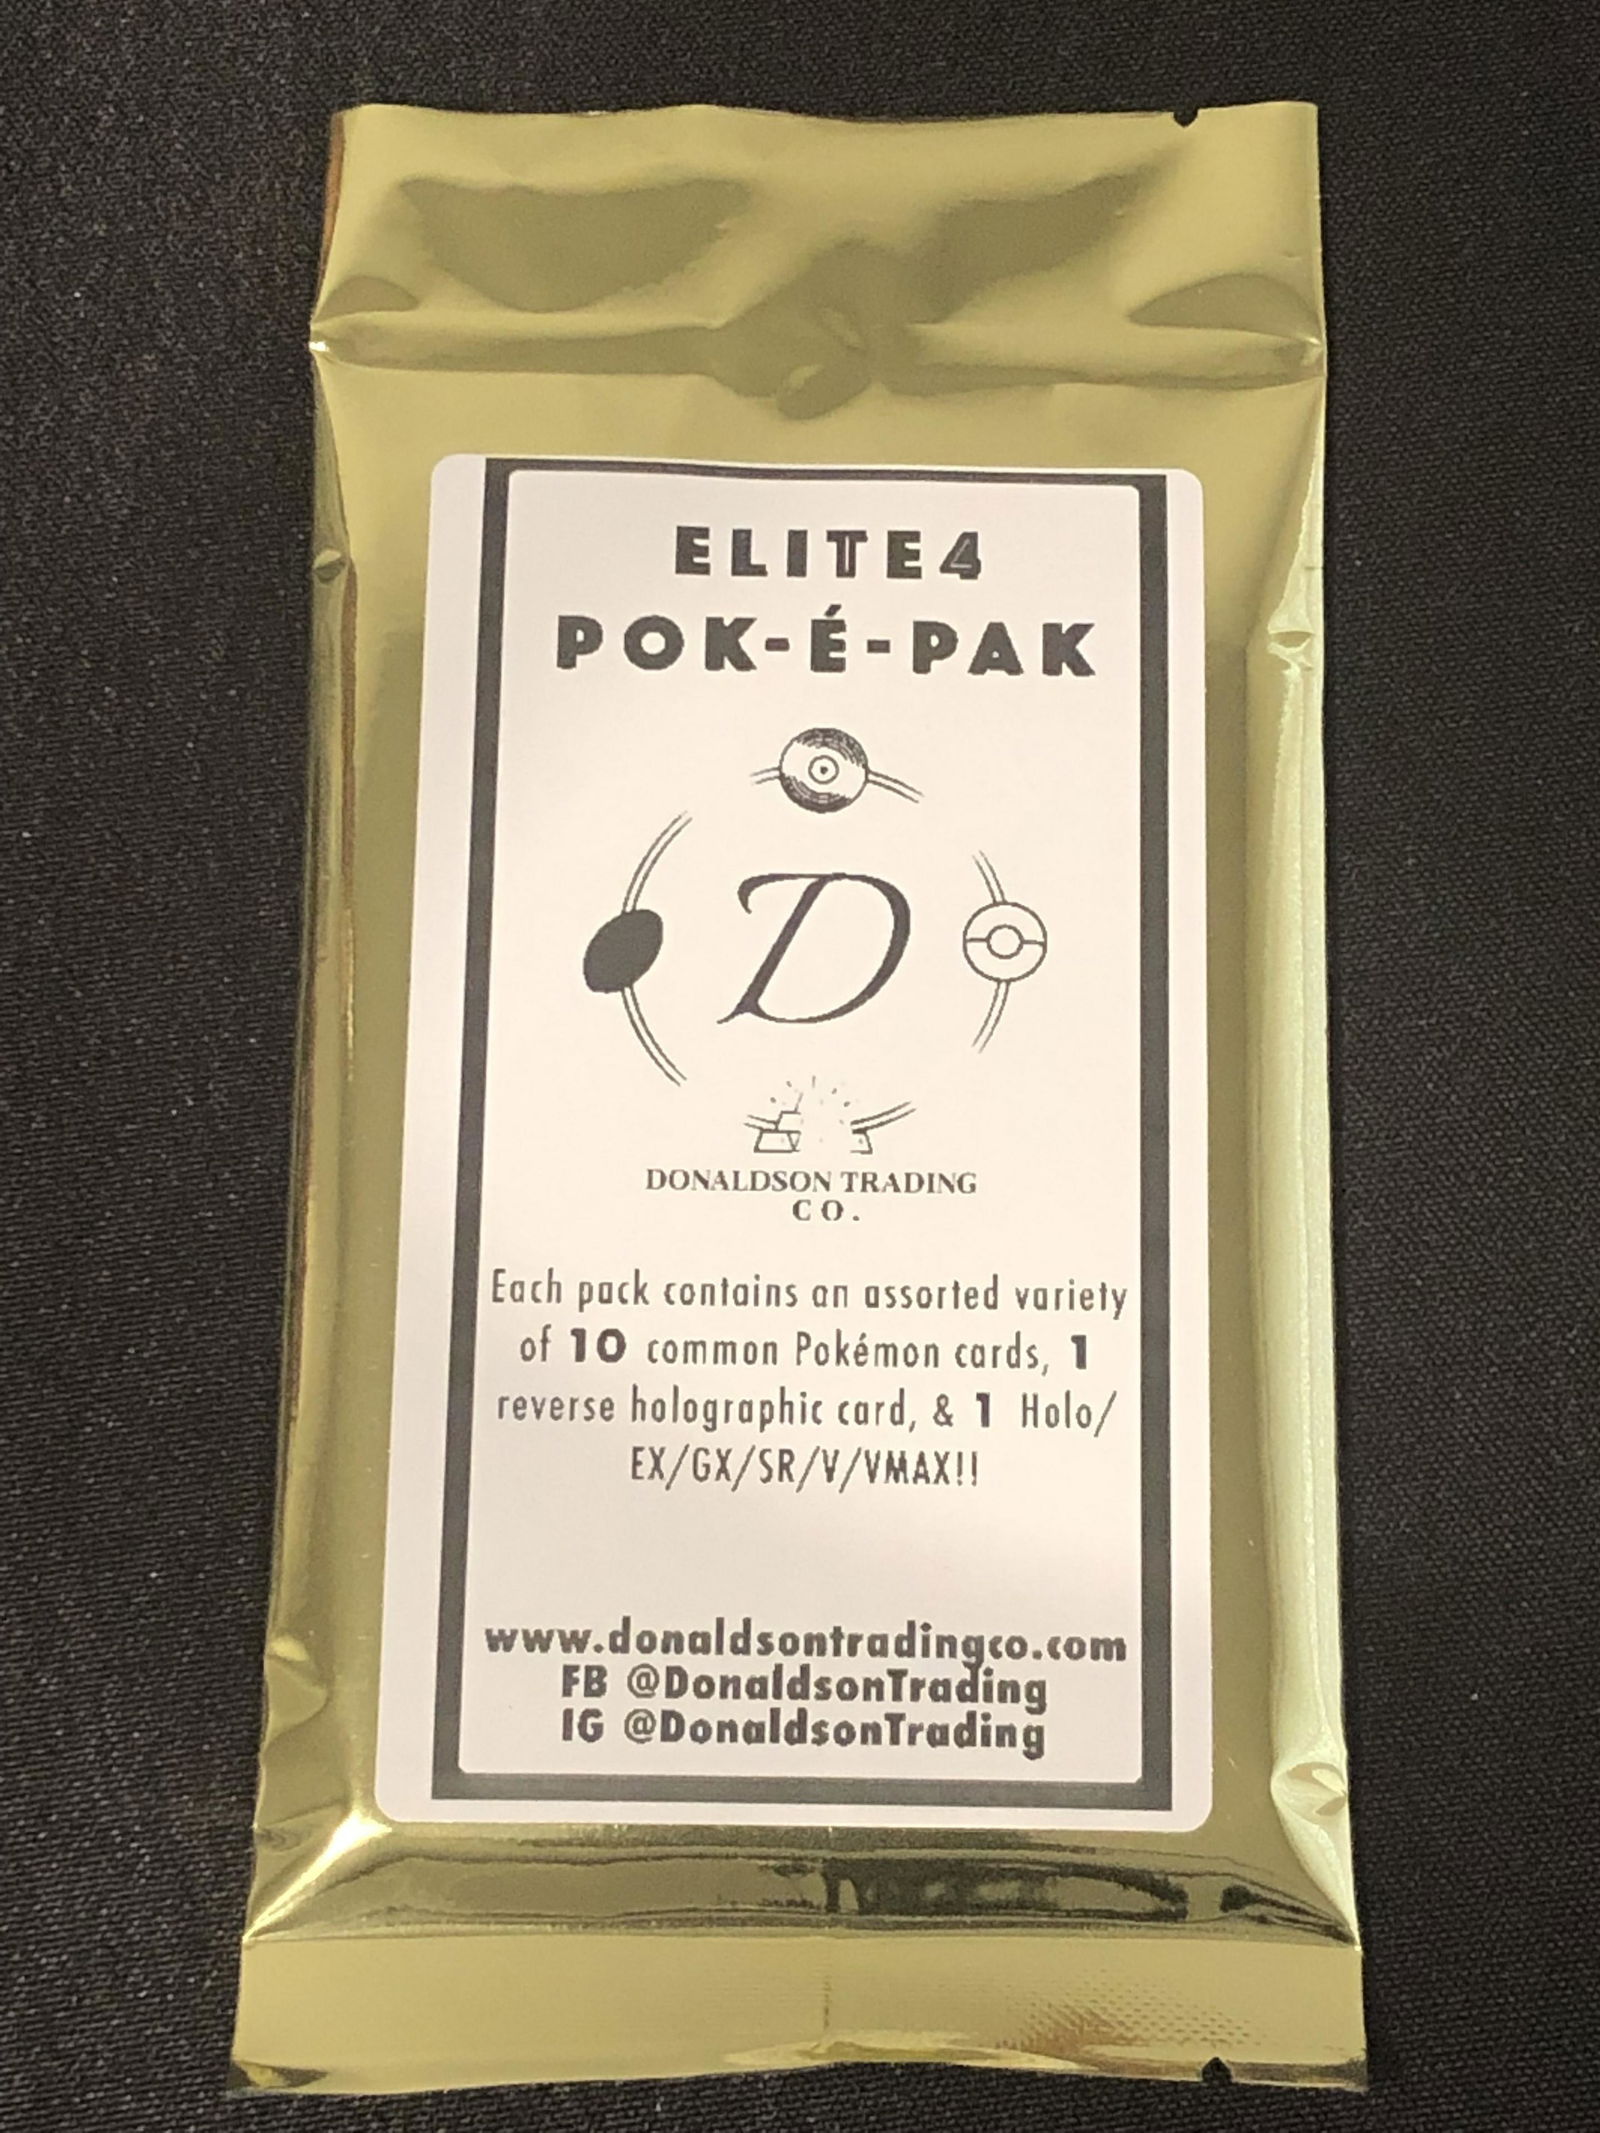 ELITE4
POK-É-PAK
D
DONALDSON TRADING
CO.
Each pack contains an assorted variety
of 10 common Pokémon cards, 1
reverse holographic card, & 1 Holo/
EX/GX/SR/V/VMAX!!
www.donaldsontradingco.com
FB @DonaldsonTrading
IG @DonaldsonTrading